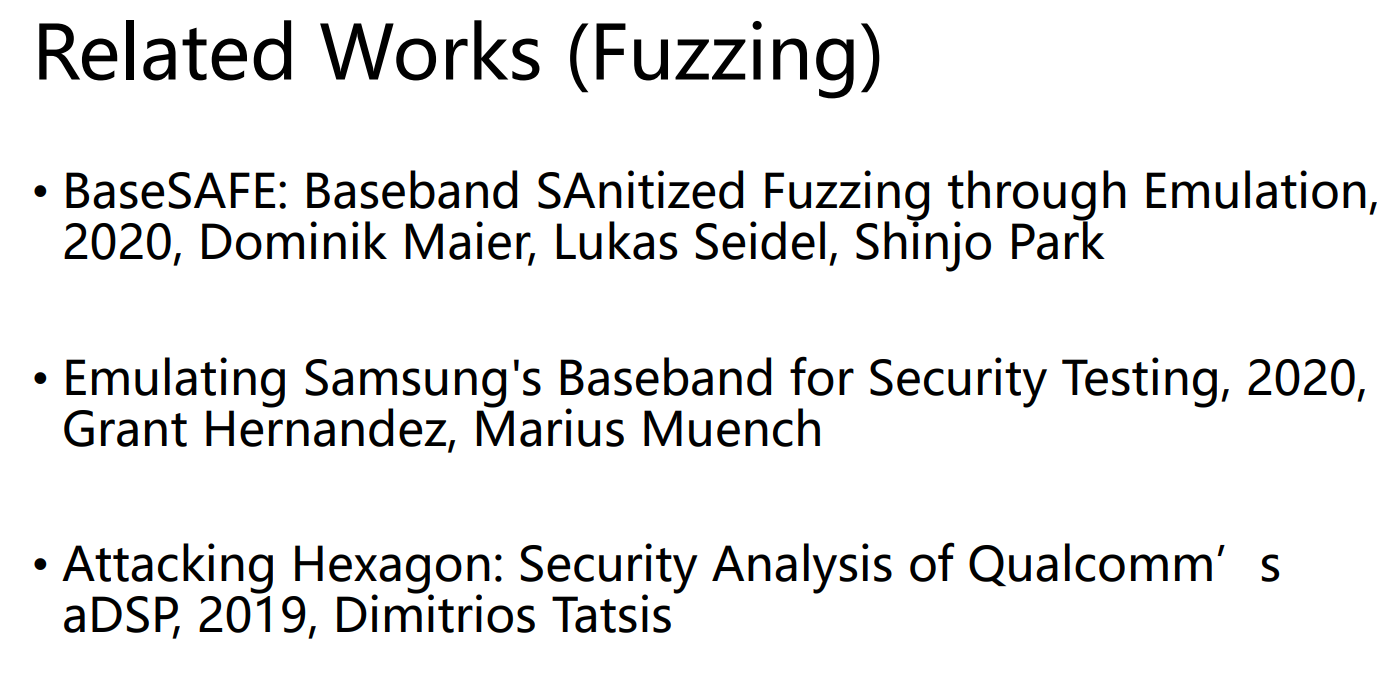 Related Works (Fuzzing)
• BaseSAFE: Baseband SAnitized Fuzzing through Emulation,
2020, Dominik Maier, Lukas Seidel, Shinjo Park
• Emulating Samsung's Baseband for Security Testing, 2020,
Grant Hernandez, Marius Muench
• Attacking Hexagon: Security Analysis of Qualcomm’s
aDSP, 2019, Dimitrios Tatsis